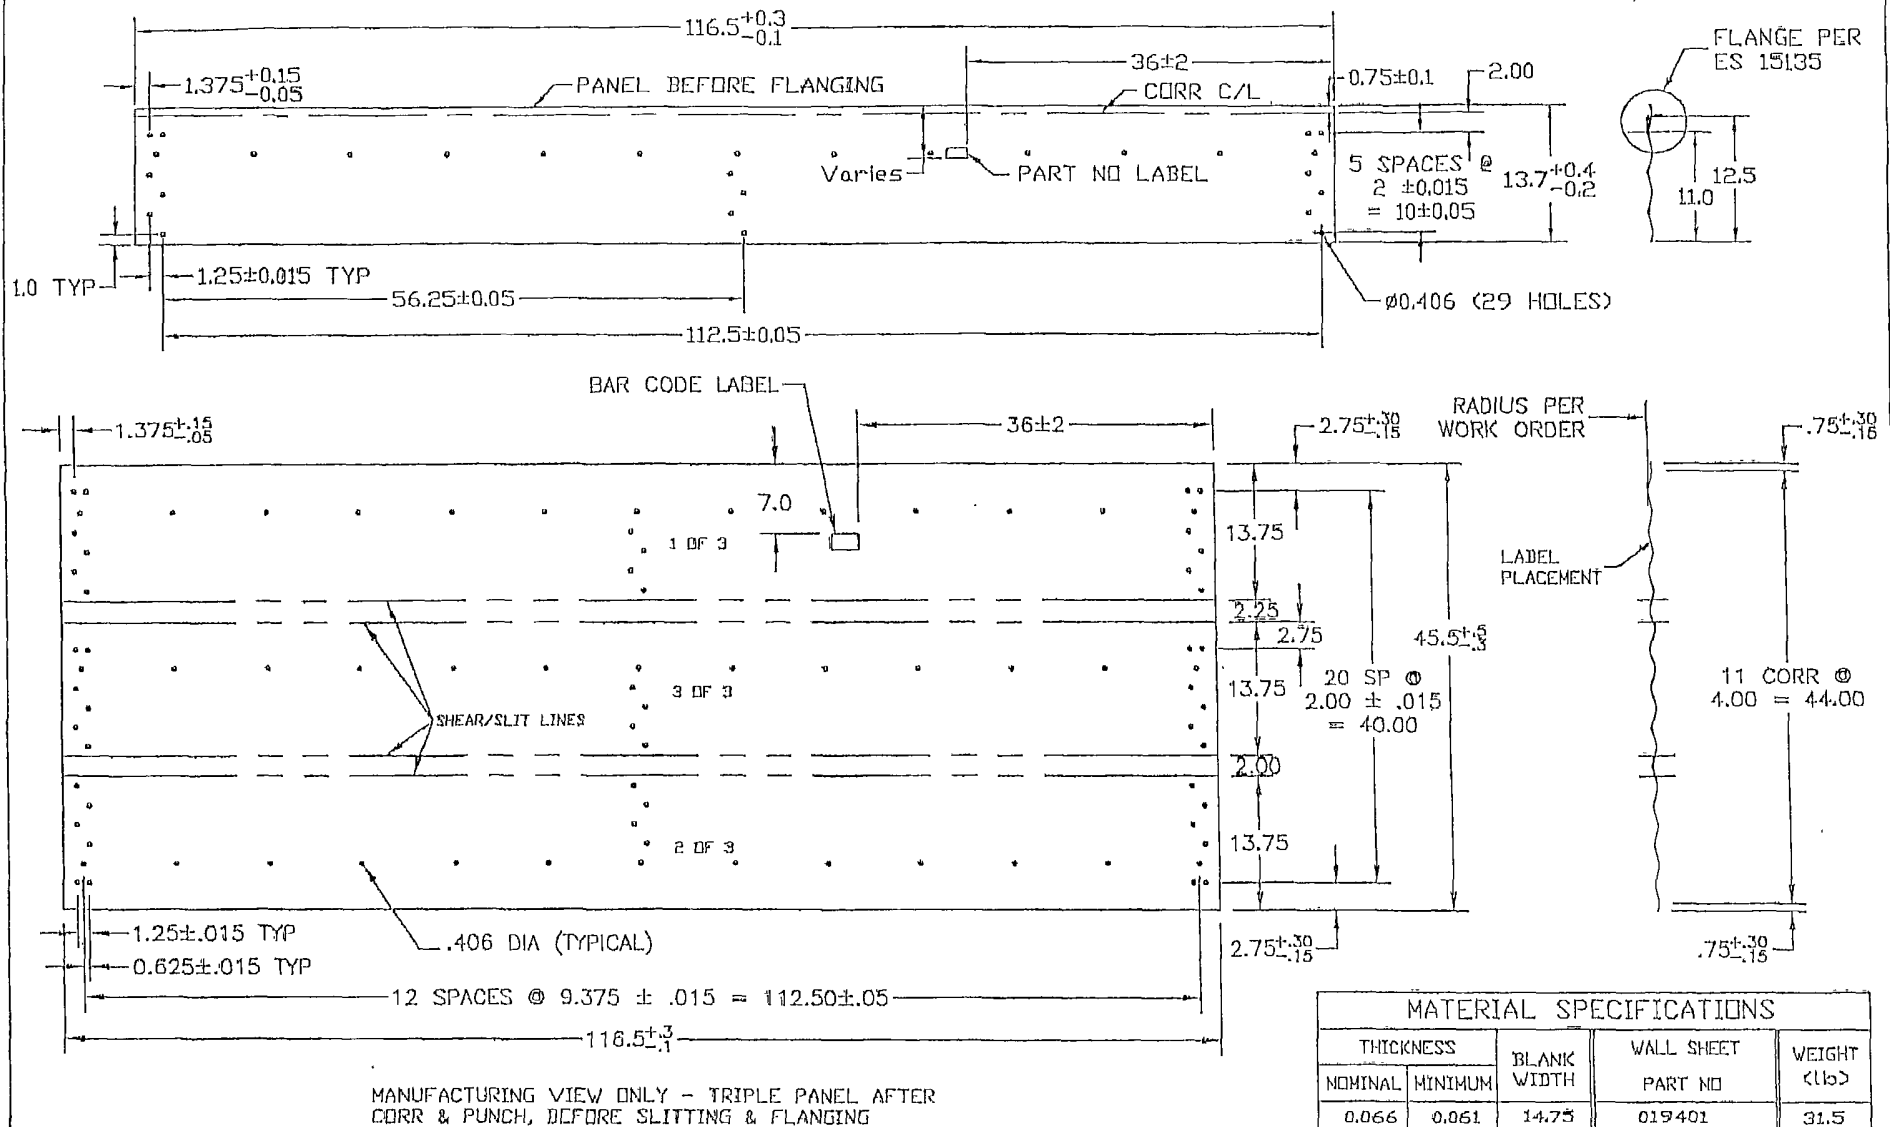 116.5+0.3-0.1
FLANGE PER
ES 15135
36±2
0.75±0.1
2.00
1.375+0.15-0.05
PANEL BEFORE FLANGING
CORR C/L
Varies
PART NO LABEL
5 SPACES @
2 ±0.015
= 10±0.05
13.7+0.4-0.2
11.0
12.5
1.0 TYP
1.25±0.015 TYP
56.25±0.05
Ø0.406 (29 HOLES)
112.5±0.05
BAR CODE LABEL
36±2
RADIUS PER
WORK ORDER
1.375+.15-.05
2.75+.30-.15
.75+.30-.15
7.0
1 OF 3
13.75
LABEL
PLACEMENT
2.25
2.75
45.5+.5-.3
3 OF 3
13.75
20 SP @
2.00 ± .015
= 40.00
11 CORR @
4.00 = 44.00
SHEAR/SLIT LINES
2.00
2 OF 3
13.75
1.25±.015 TYP
.406 DIA (TYPICAL)
2.75+.30-.15
.75+.30-.15
0.625±.015 TYP
12 SPACES @ 9.375 ± .015 = 112.50±.05
116.5+.3-.1
MANUFACTURING VIEW ONLY - TRIPLE PANEL AFTER
CORR & PUNCH, BEFORE SLITTING & FLANGING
MATERIAL SPECIFICATIONS
THICKNESS
BLANK WIDTH
WALL SHEET PART NO
WEIGHT (lb)
NOMINAL MINIMUM
0.066 0.061 14.75 019401 31.5